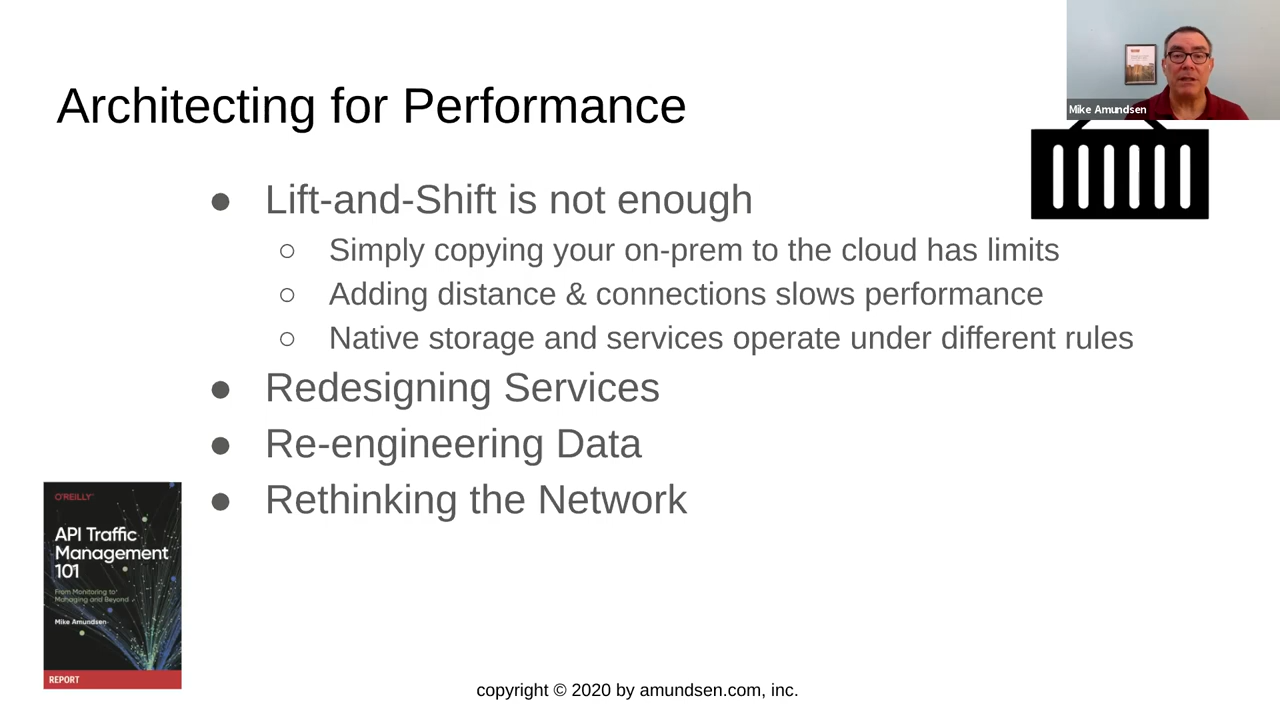 Architecting for Performance
Mike Amundsen
● Lift-and-Shift is not enough
○ Simply copying your on-prem to the cloud has limits
○ Adding distance & connections slows performance
○ Native storage and services operate under different rules
● Redesigning Services
● Re-engineering Data
● Rethinking the Network
O'REILLY
API Traffic
Management
101
From Monitoring to
Managing and Beyond
Mike Amundsen
REPORT
copyright © 2020 by amundsen.com, inc.